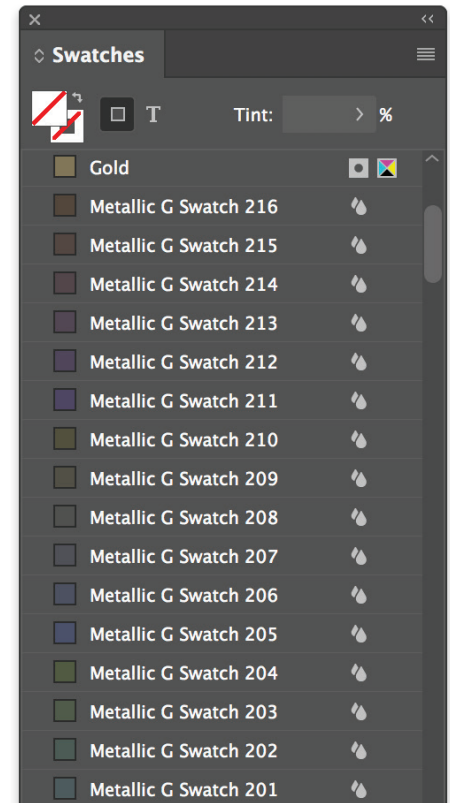 Swatches
T Tint: %
Gold
Metallic G Swatch 216
Metallic G Swatch 215
Metallic G Swatch 214
Metallic G Swatch 213
Metallic G Swatch 212
Metallic G Swatch 211
Metallic G Swatch 210
Metallic G Swatch 209
Metallic G Swatch 208
Metallic G Swatch 207
Metallic G Swatch 206
Metallic G Swatch 205
Metallic G Swatch 204
Metallic G Swatch 203
Metallic G Swatch 202
Metallic G Swatch 201